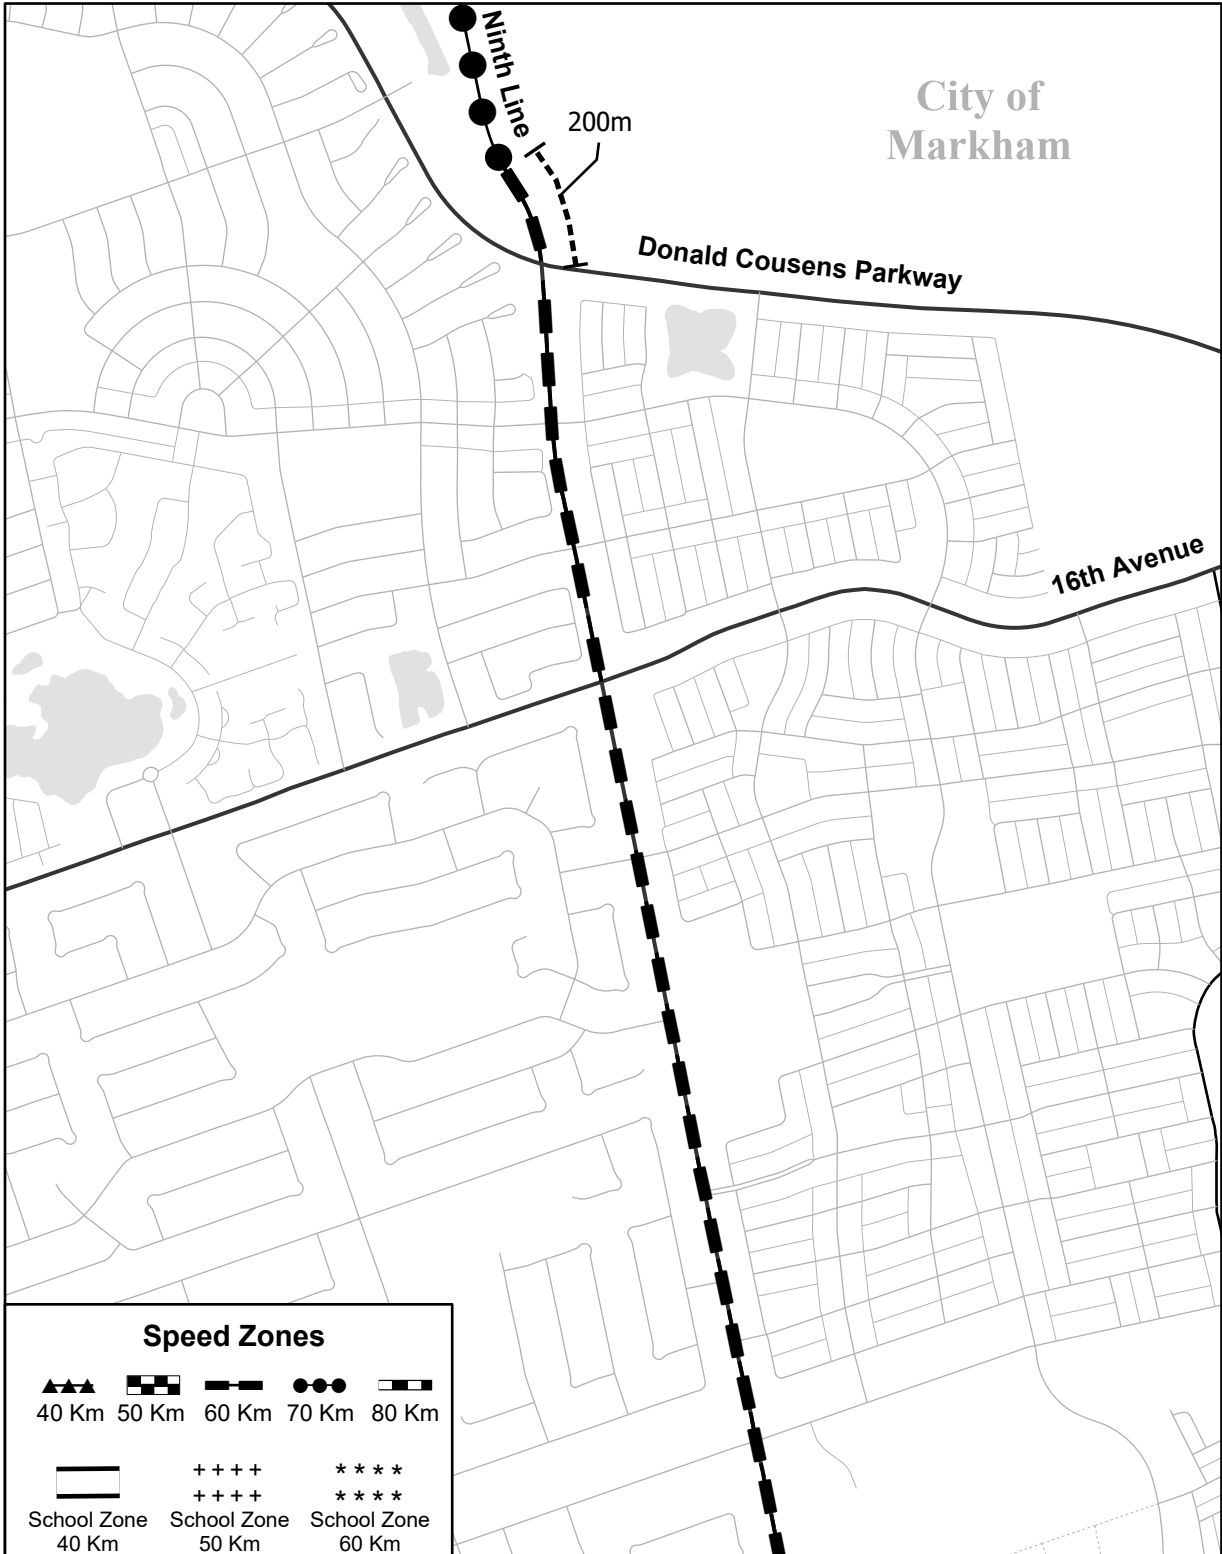 Ninth Line
200m
City of
Markham
Donald Cousens Parkway
16th Avenue
Speed Zones
40 Km 50 Km 60 Km 70 Km 80 Km
School Zone School Zone School Zone
40 Km 50 Km 60 Km